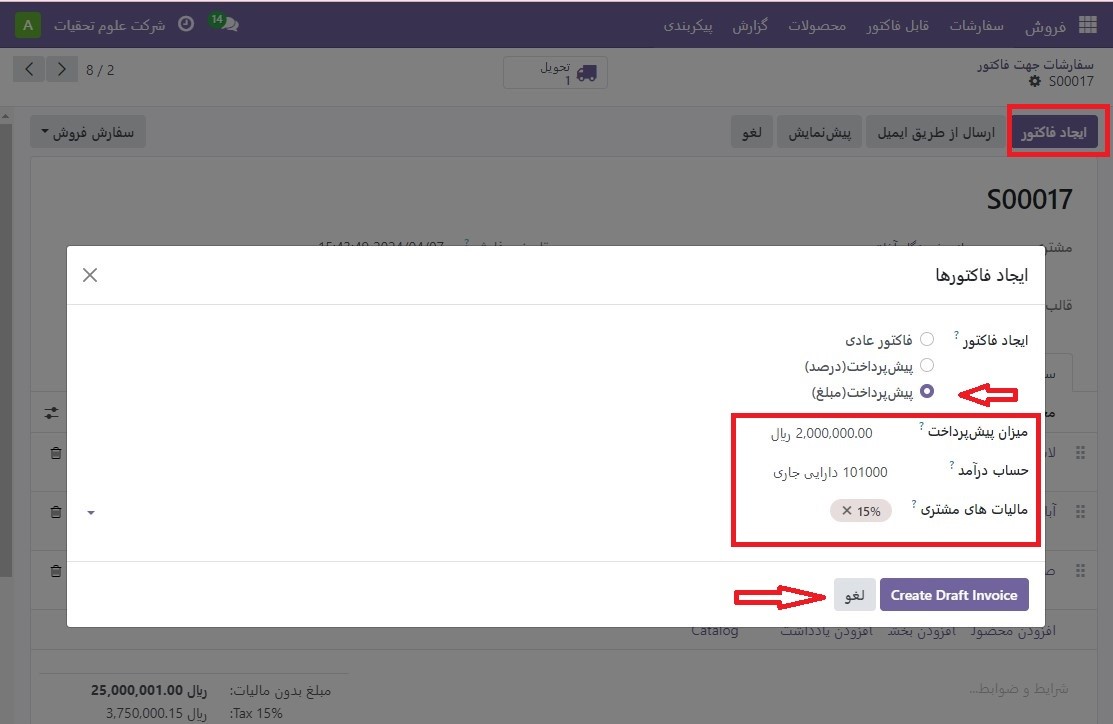 فروش سفارشات قابل فاکتور محصولات گزارش پیکربندی 14 شرکت علوم تحقیات A
سفارشات جهت فاکتور
S00017
تحویل
1
8 / 2
ایجاد فاکتور ارسال از طریق ایمیل پیش‌نمایش لغو سفارش فروش
S00017
ایجاد فاکتورها
ایجاد فاکتور ?
فاکتور عادی
پیش‌پرداخت(درصد)
پیش‌پرداخت(مبلغ)
میزان پیش‌پرداخت ? 2,000,000.00 ریال
حساب درآمد ? 101000 دارایی جاری
مالیات های مشتری ? 15% ✕
Create Draft Invoice لغو
افزودن محصول افزودن بخش افزودن یادداشت Catalog
شرایط و ضوابط...
مبلغ بدون مالیات: 25,000,001.00 ریال
Tax 15%: 3,750,000.15 ریال